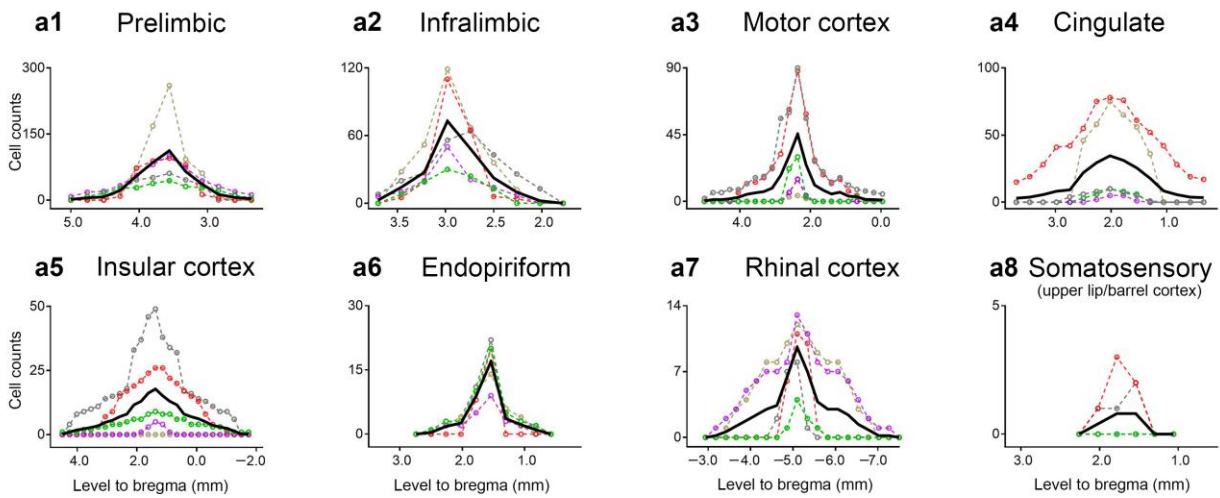 a1 Prelimbic
a2 Infralimbic
a3 Motor cortex
a4 Cingulate
Cell counts
300
150
0
5.0 4.0 3.0
120
60
0
3.5 3.0 2.5 2.0
90
45
0
4.0 2.0 0.0
100
50
0
3.0 2.0 1.0
a5 Insular cortex
a6 Endopiriform
a7 Rhinal cortex
a8 Somatosensory
(upper lip/barrel cortex)
Cell counts
50
25
0
4.0 2.0 0.0 −2.0
Level to bregma (mm)
30
15
0
3.0 2.0 1.0
Level to bregma (mm)
14
7
0
−3.0 −4.0 −5.0 −6.0 −7.0
Level to bregma (mm)
5
0
3.0 2.0 1.0
Level to bregma (mm)